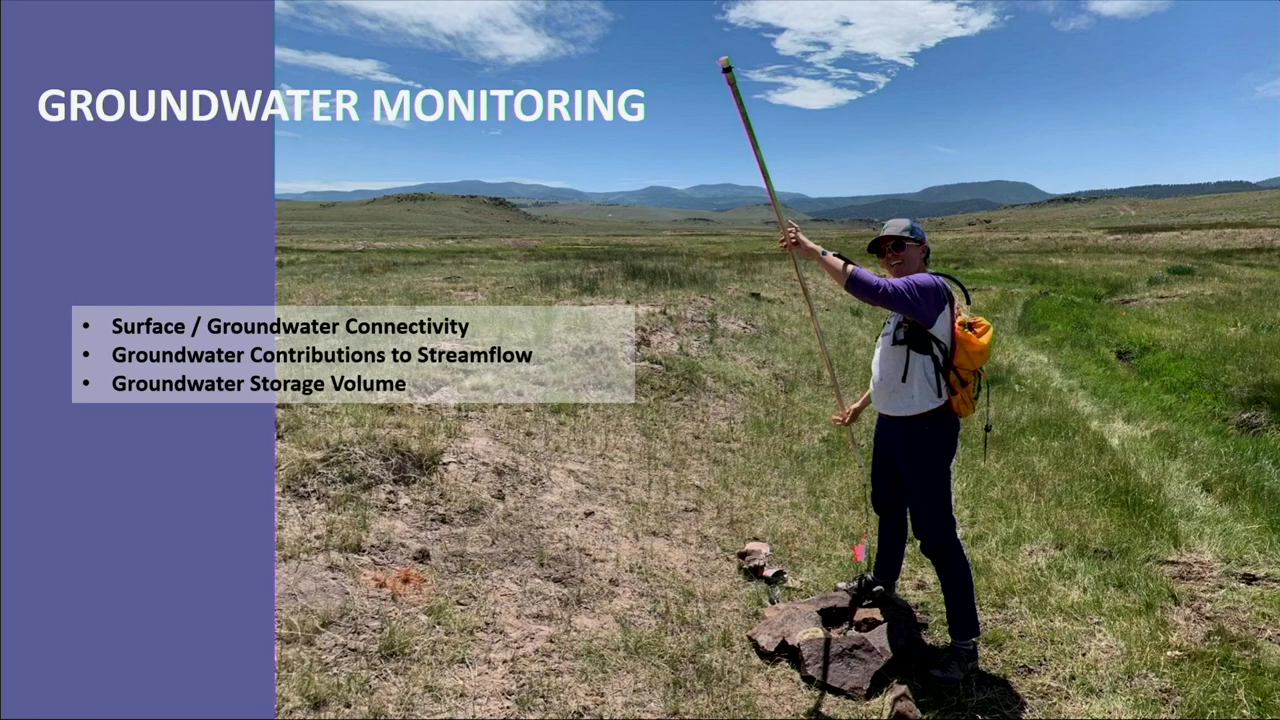 GROUNDWATER MONITORING
• Surface / Groundwater Connectivity
• Groundwater Contributions to Streamflow
• Groundwater Storage Volume